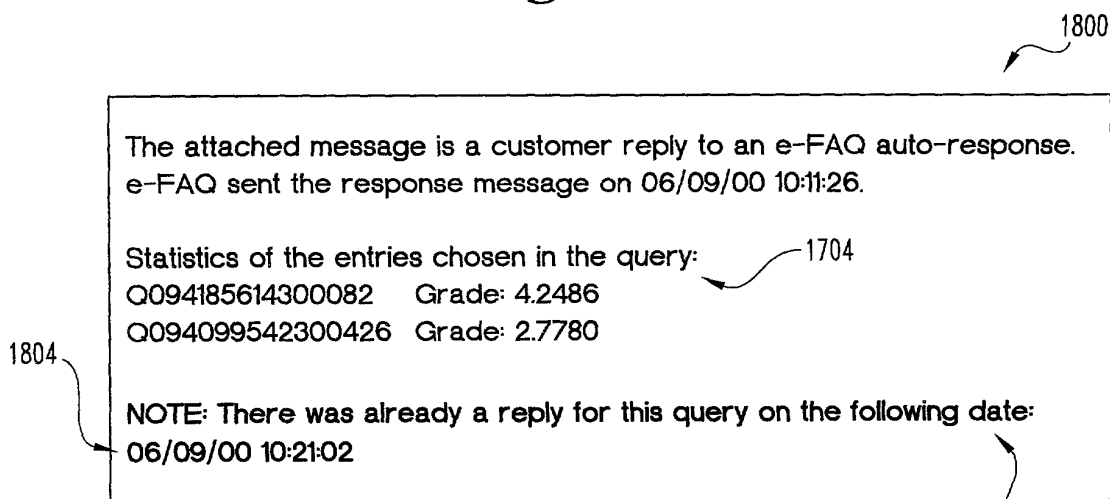 1800
The attached message is a customer reply to an e-FAQ auto-response.
e-FAQ sent the response message on 06/09/00 10:11:26.
Statistics of the entries chosen in the query:
1704
Q094185614300082 Grade: 4.2486
Q094099542300426 Grade: 2.7780
1804
NOTE: There was already a reply for this query on the following date:
06/09/00 10:21:02